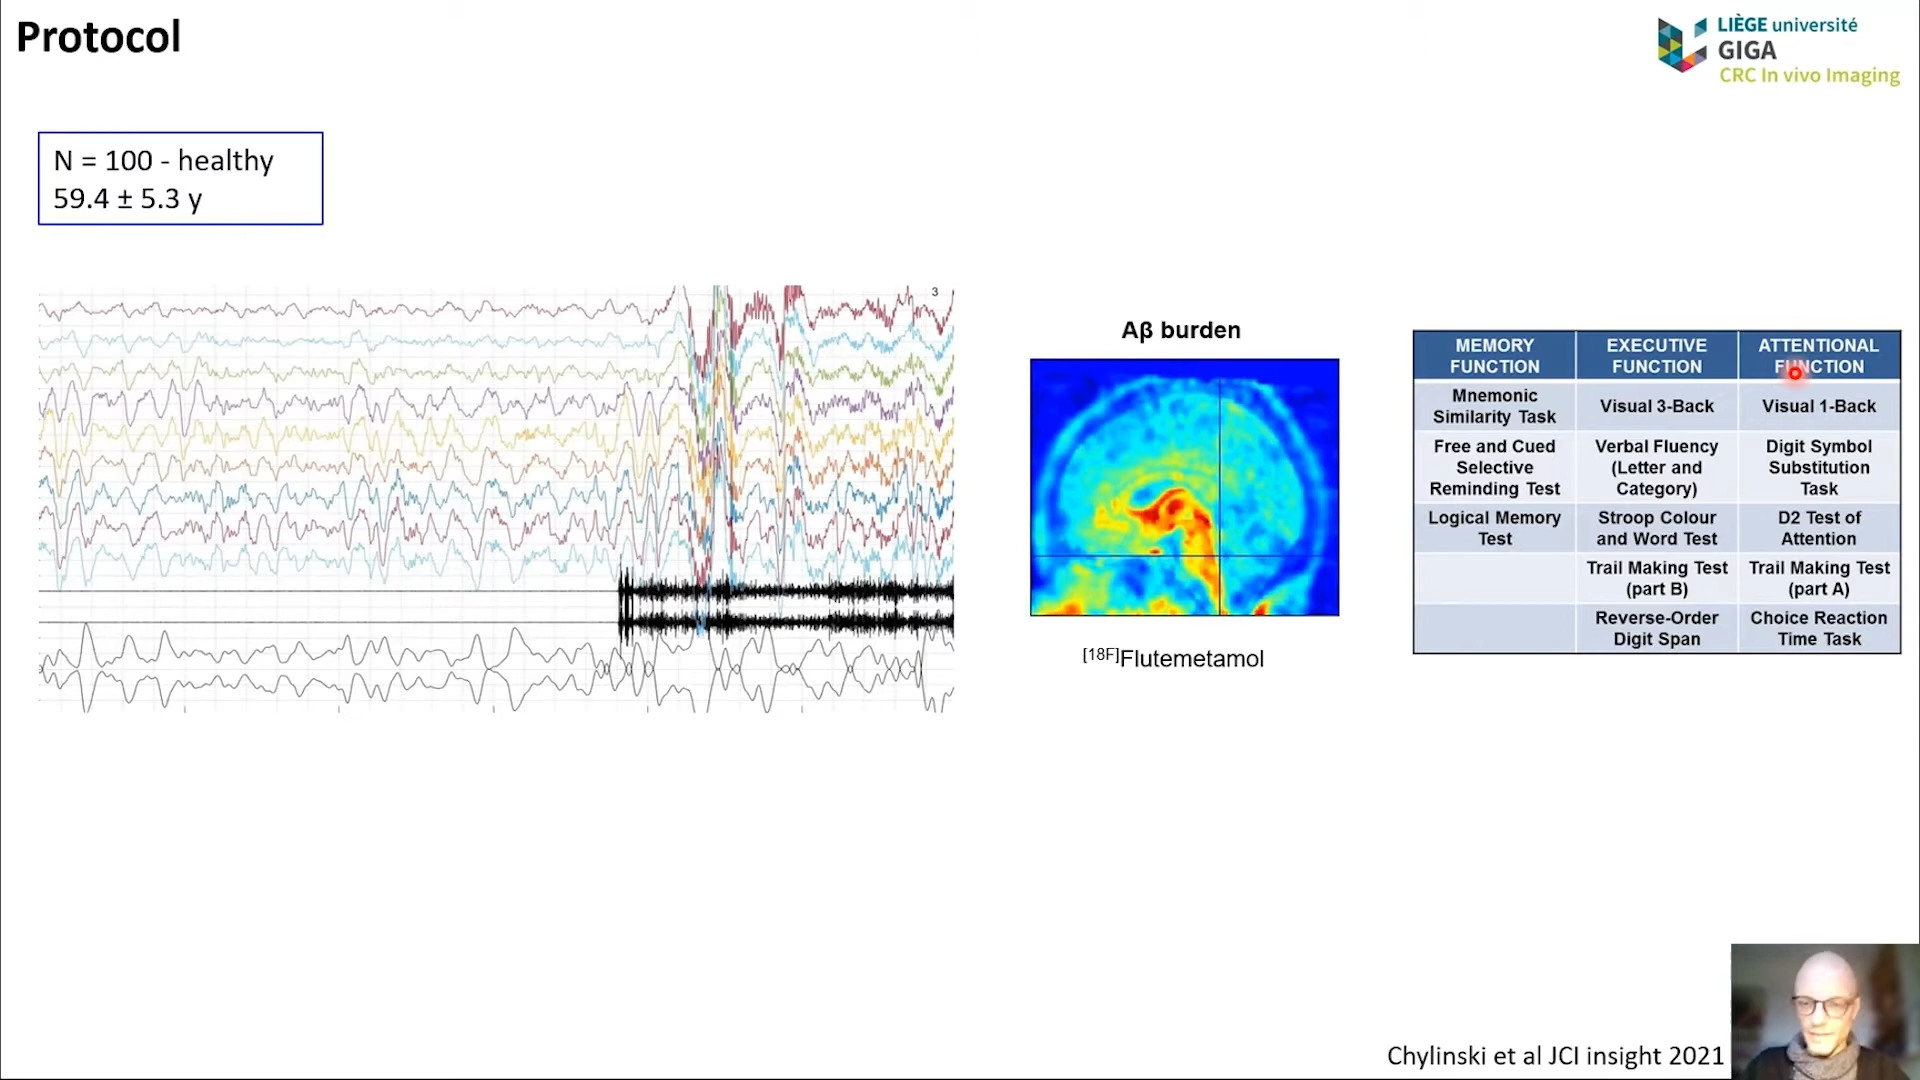 Protocol
LIÈGE université
GIGA
CRC In vivo Imaging
N = 100 - healthy
59.4 ± 5.3 y
3
Aβ burden
[18F]Flutemetamol
MEMORY FUNCTION
EXECUTIVE FUNCTION
ATTENTIONAL FUNCTION
Mnemonic Similarity Task
Visual 3-Back
Visual 1-Back
Free and Cued Selective Reminding Test
Verbal Fluency (Letter and Category)
Digit Symbol Substitution Task
Logical Memory Test
Stroop Colour and Word Test
D2 Test of Attention
Trail Making Test (part B)
Trail Making Test (part A)
Reverse-Order Digit Span
Choice Reaction Time Task
Chylinski et al JCI insight 2021